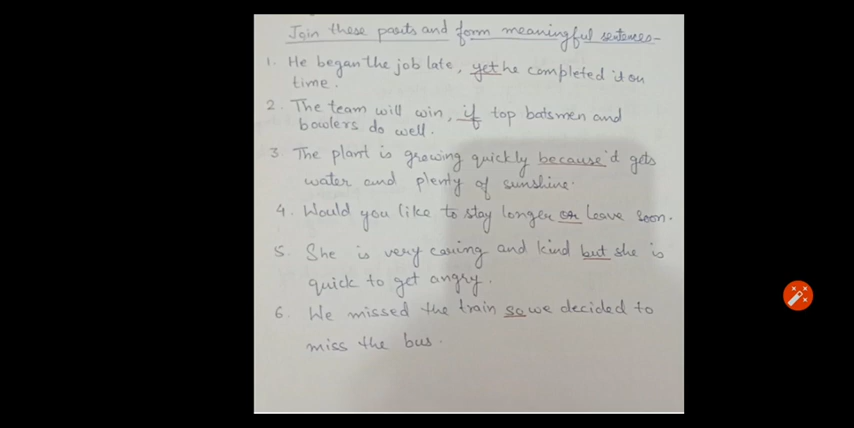 Join these parts and form meaningful sentences-
1. He began the job late, yet he completed it on
time.
2. The team will win, if top batsmen and
bowlers do well.
3. The plant is growing quickly because it gets
water and plenty of sunshine.
4. Would you like to stay longer or leave soon.
5. She is very caring and kind but she is
quick to get angry.
6. We missed the train so we decided to
miss the bus.